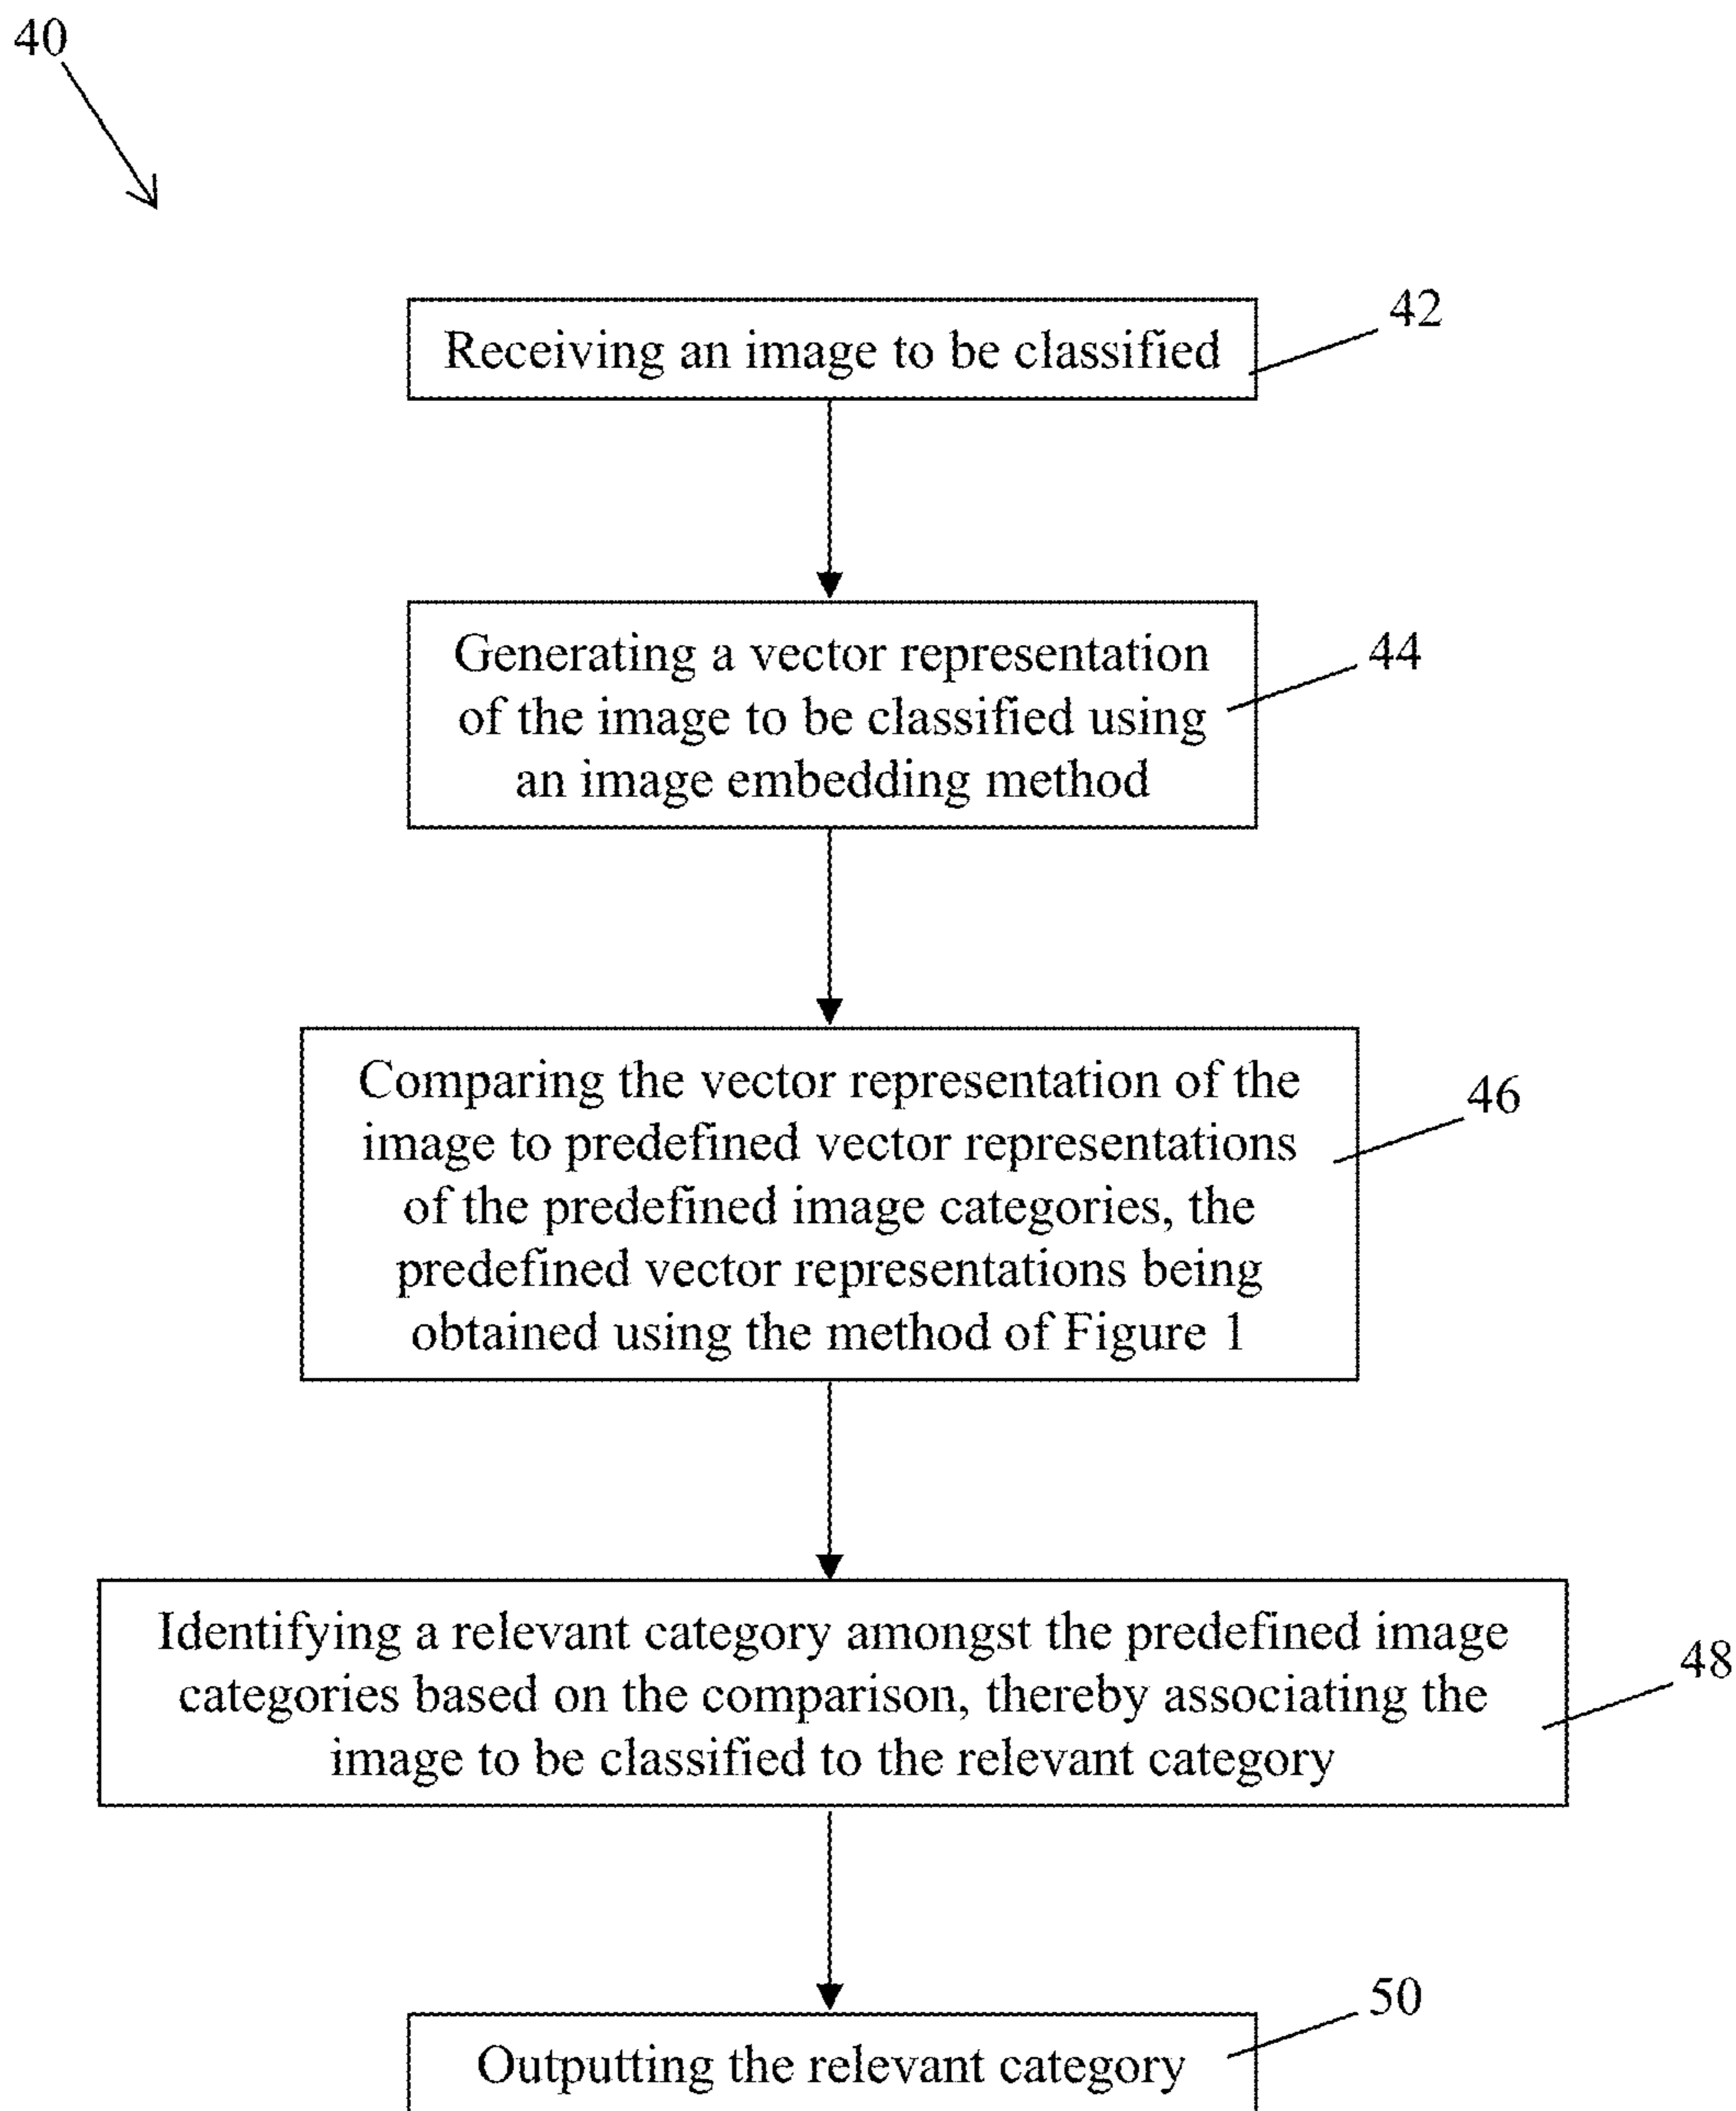 40
Receiving an image to be classified
42
Generating a vector representation
of the image to be classified using
an image embedding method
44
Comparing the vector representation of the
image to predefined vector representations
of the predefined image categories, the
predefined vector representations being
obtained using the method of Figure 1
46
Identifying a relevant category amongst the predefined image
categories based on the comparison, thereby associating the
image to be classified to the relevant category
48
Outputting the relevant category
50